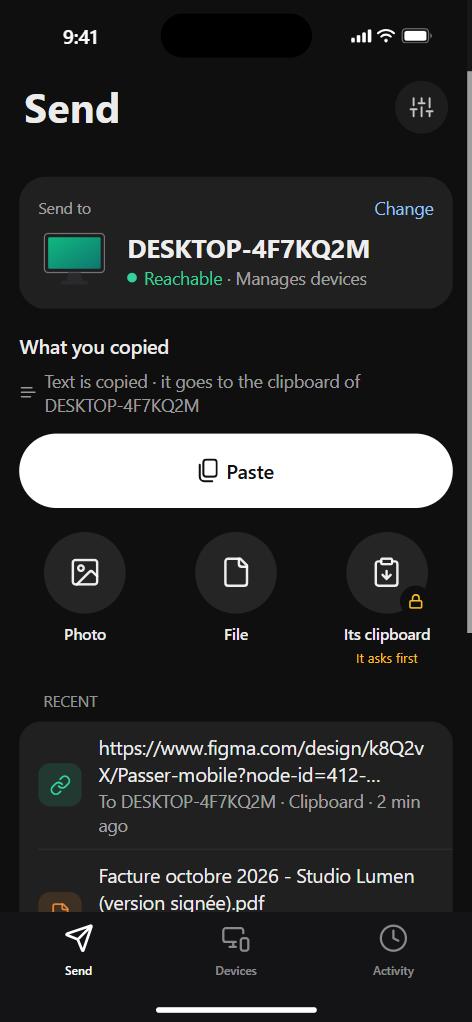 9:41
Send
Send to
Change
DESKTOP-4F7KQ2M
Reachable · Manages devices
What you copied
Text is copied · it goes to the clipboard of
DESKTOP-4F7KQ2M
Paste
Photo
File
Its clipboard
It asks first
RECENT
https://www.figma.com/design/k8Q2v
X/Passer-mobile?node-id=412-...
To DESKTOP-4F7KQ2M · Clipboard · 2 min
ago
Facture octobre 2026 - Studio Lumen
(version signée).pdf
Send
Devices
Activity